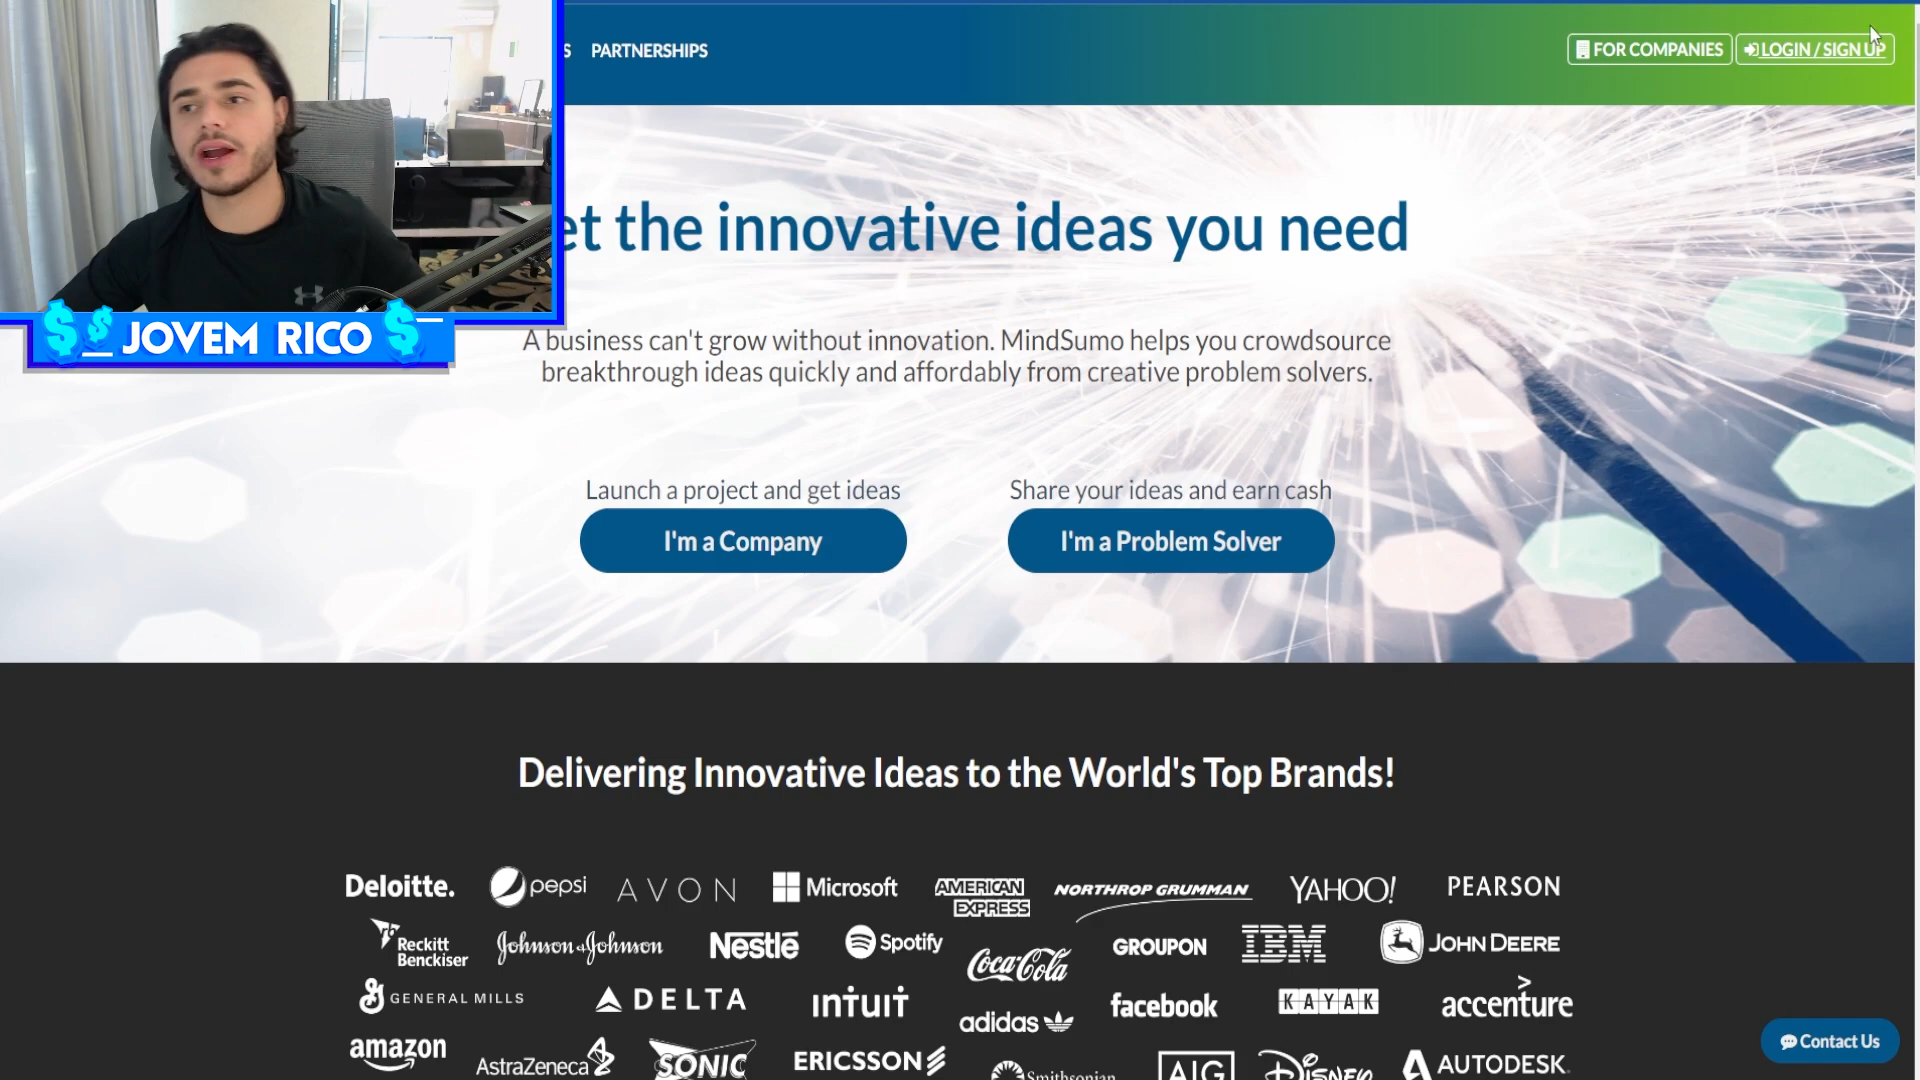 PARTNERSHIPS
FOR COMPANIES
LOGIN / SIGN UP
et the innovative ideas you need
JOVEM RICO
A business can't grow without innovation. MindSumo helps you crowdsource
breakthrough ideas quickly and affordably from creative problem solvers.
Launch a project and get ideas
I'm a Company
Share your ideas and earn cash
I'm a Problem Solver
Delivering Innovative Ideas to the World's Top Brands!
Deloitte. pepsi AVON Microsoft AMERICAN EXPRESS NORTHROP GRUMMAN YAHOO! PEARSON
Reckitt Benckiser Johnson & Johnson Nestlé Spotify Coca-Cola GROUPON IBM JOHN DEERE
GENERAL MILLS DELTA intuit adidas facebook KAYAK accenture
amazon AstraZeneca SONIC ERICSSON Smithsonian AIG Disney AUTODESK.
Contact Us